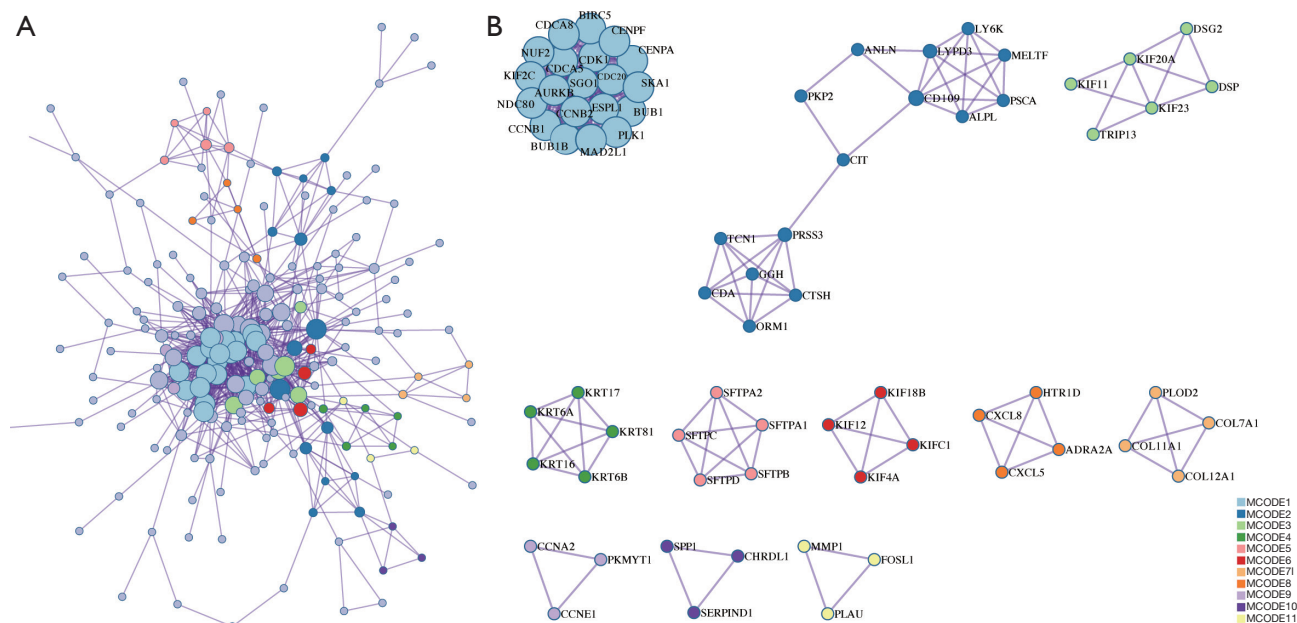 A
B
BIRC5
CDCA8
CENPF
NUF2
CENPA
CDK1
CDCA5
CDC20
KIF2C
SGO1
SKA1
AURKB
NDC80
ESPL1
CCNB2
BUB1
CCNB1
PLK1
BUB1B
MAD2L1
LY6K
ANLN
LYPD3
MELTF
PKP2
CD109
PSCA
ALPL
CIT
TCN1
PRSS3
GGH
CDA
CTSH
ORM1
DSG2
KIF20A
KIF11
DSP
KIF23
TRIP13
KRT17
KRT6A
KRT81
KRT16
KRT6B
SFTPA2
SFTPA1
SFTPC
SFTPB
SFTPD
KIF18B
KIF12
KIFC1
KIF4A
HTR1D
CXCL8
ADRA2A
CXCL5
PLOD2
COL7A1
COL11A1
COL12A1
CCNA2
PKMYT1
CCNE1
SPP1
CHRDL1
SERPIND1
MMP1
FOSL1
PLAU
MCODE1
MCODE2
MCODE3
MCODE4
MCODE5
MCODE6
MCODE7l
MCODE8
MCODE9
MCODE10
MCODE11